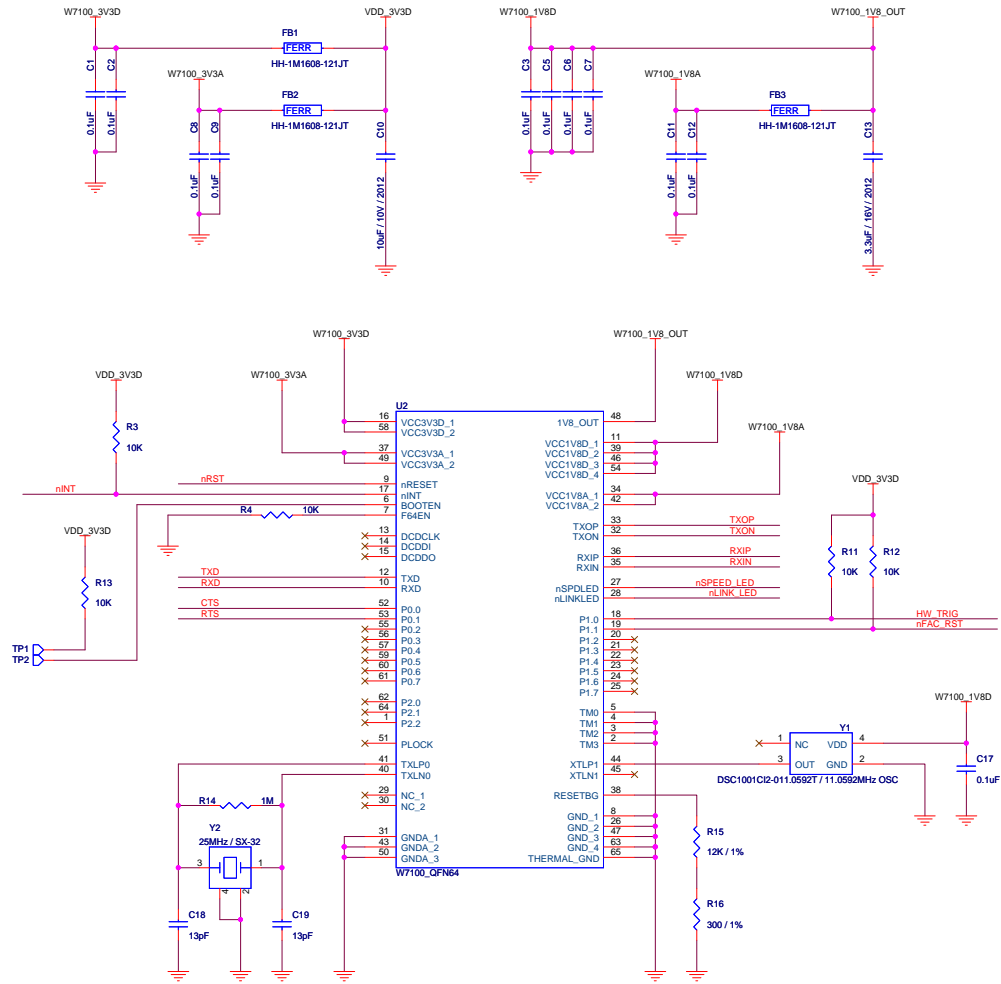 W7100_3V3D
VDD_3V3D
W7100_1V8D
W7100_1V8_OUT
FB1
FERR
HH-1M1608-121JT
C1
C2
0.1uF
0.1uF
W7100_3V3A
FB2
FERR
HH-1M1608-121JT
C8
C9
0.1uF
0.1uF
C10
10uF / 10V / 2012
C3
C5
C6
C7
0.1uF
0.1uF
0.1uF
0.1uF
W7100_1V8A
FB3
FERR
HH-1M1608-121JT
C11
C12
0.1uF
0.1uF
C13
3.3uF / 16V / 2012
W7100_3V3D
W7100_1V8_OUT
VDD_3V3D
W7100_3V3A
W7100_1V8D
W7100_1V8A
R3
10K
nINT
nRST
R4
10K
VDD_3V3D
R13
10K
TXD
RXD
CTS
RTS
TP1
TP2
U2
16 VCC3V3D_1
58 VCC3V3D_2
37 VCC3V3A_1
49 VCC3V3A_2
9 nRESET
17 nINT
6 BOOTEN
7 F64EN
13 DCDCLK
14 DCDDI
15 DCDDO
12 TXD
10 RXD
52 P0.0
53 P0.1
55 P0.2
56 P0.3
57 P0.4
59 P0.5
60 P0.6
61 P0.7
62 P2.0
64 P2.1
1 P2.2
51 PLOCK
41 TXLP0
40 TXLN0
29 NC_1
30 NC_2
31 GNDA_1
43 GNDA_2
50 GNDA_3
1V8_OUT 48
VCC1V8D_1 11
VCC1V8D_2 39
VCC1V8D_3 46
VCC1V8D_4 54
VCC1V8A_1 34
VCC1V8A_2 42
TXOP 33
TXON 32
RXIP 36
RXIN 35
nSPDLED 27
nLINKLED 28
P1.0 18
P1.1 19
P1.2 20
P1.3 21
P1.4 22
P1.5 23
P1.6 24
P1.7 25
TM0 5
TM1 4
TM2 3
TM3 2
XTLP1 44
XTLN1 45
RESETBG 38
GND_1 8
GND_2 26
GND_3 47
GND_4 63
THERMAL_GND 65
W7100_QFN64
TXOP
TXON
RXIP
RXIN
nSPEED_LED
nLINK_LED
VDD_3V3D
R11
10K
R12
10K
HW_TRIG
nFAC_RST
W7100_1V8D
Y1
1 NC VDD 4
3 OUT GND 2
DSC1001CI2-011.0592T / 11.0592MHz OSC
C17
0.1uF
R15
12K / 1%
R16
300 / 1%
R14
1M
Y2
25MHz / SX-32
3
1
4
2
C18
13pF
C19
13pF